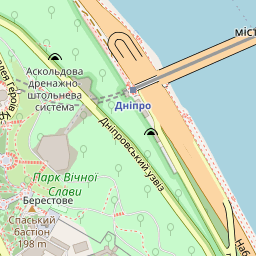 міст
Аскольдова
дренажно-
штольнева
система
Дніпро
Дніпровський узвіз
Парк Вічної
Слави
Берестове
Спаський
бастіон
198 m
Наб